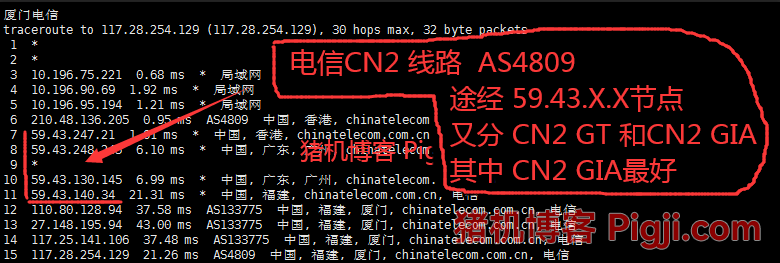 厦门电信
traceroute to 117.28.254.129 (117.28.254.129), 30 hops max, 32 byte packets
1 *
2 *
3 10.196.75.221 0.68 ms * 局域网
4 10.196.90.69 1.92 ms * 局域网
5 10.196.95.194 1.21 ms * 局域网
6 210.48.136.205 0.95 ms AS4809 中国, 香港, chinatelecom.
7 59.43.247.21 1.61 ms * 中国, 香港, chinatelecom.com.cn
8 59.43.248.245 6.10 ms * 中国, 广东, 广州, chinatelecom.
9 *
10 59.43.130.145 6.99 ms * 中国, 广东, 广州, chinatelecom.
11 59.43.140.34 21.31 ms * 中国, 福建, chinatelecom.com.cn, 电信
12 110.80.128.94 37.58 ms AS133775 中国, 福建, 厦门, chinatelecom.com.cn, 电信
13 27.148.195.94 43.00 ms AS133775 中国, 福建, 厦门, chinatelecom.com.cn, 电信
14 117.25.141.106 37.48 ms AS133775 中国, 福建, 厦门, chinatelecom.com.cn, 电信
15 117.28.254.129 21.26 ms AS4809 中国, 福建, 厦门, chinatelecom.com.cn, 电信
电信CN2 线路 AS4809
途经 59.43.X.X节点
又分 CN2 GT 和CN2 GIA
其中 CN2 GIA最好
猪机博客 Pig
猪机博客 Pigji.com